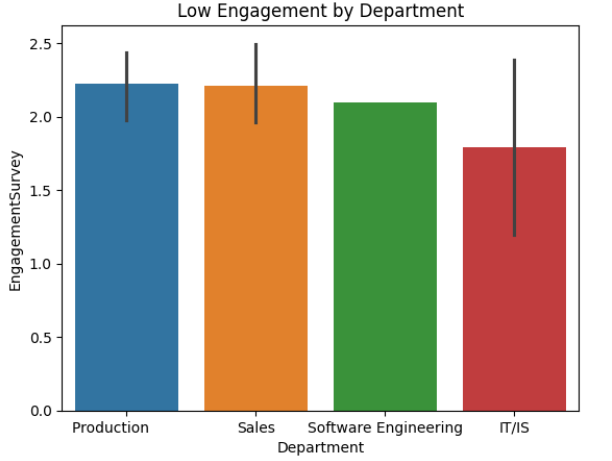 Low Engagement by Department
2.5
2.0
1.5
1.0
0.5
0.0
EngagementSurvey
Production Sales Software Engineering IT/IS
Department